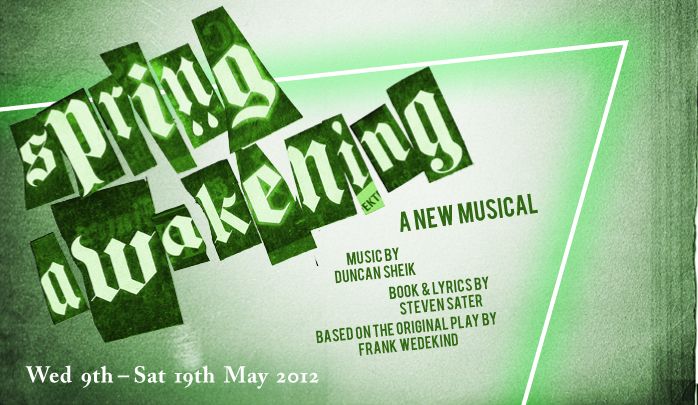 spring
awakening
EKT
A NEW MUSICAL
MUSIC BY
DUNCAN SHEIK
BOOK & LYRICS BY
STEVEN SATER
BASED ON THE ORIGINAL PLAY BY
FRANK WEDEKIND
Wed 9th – Sat 19th May 2012